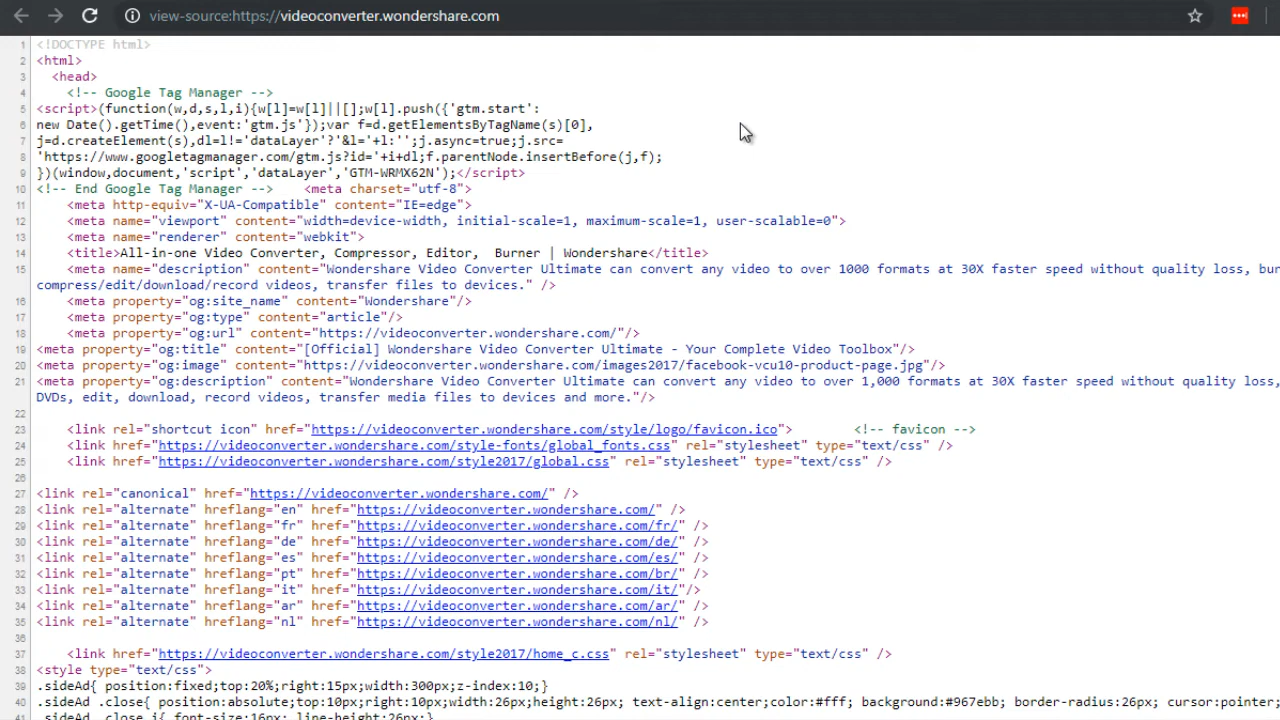 view-source:https://videoconverter.wondershare.com
1 <!DOCTYPE html>
2 <html>
3 <head>
4 <!-- Google Tag Manager -->
5 <script>(function(w,d,s,l,i){w[l]=w[l]||[];w[l].push({'gtm.start':
6 new Date().getTime(),event:'gtm.js'});var f=d.getElementsByTagName(s)[0],
7 j=d.createElement(s),dl=l!='dataLayer'?'&l='+l:'';j.async=true;j.src=
8 'https://www.googletagmanager.com/gtm.js?id='+i+dl;f.parentNode.insertBefore(j,f);
9 })(window,document,'script','dataLayer','GTM-WRMX62N');</script>
10 <!-- End Google Tag Manager --> <meta charset="utf-8">
11 <meta http-equiv="X-UA-Compatible" content="IE=edge">
12 <meta name="viewport" content="width=device-width, initial-scale=1, maximum-scale=1, user-scalable=0">
13 <meta name="renderer" content="webkit">
14 <title>All-in-one Video Converter, Compressor, Editor, Burner | Wondershare</title>
15 <meta name="description" content="Wondershare Video Converter Ultimate can convert any video to over 1000 formats at 30X faster speed without quality loss, bur
compress/edit/download/record videos, transfer files to devices." />
16 <meta property="og:site_name" content="Wondershare"/>
17 <meta property="og:type" content="article"/>
18 <meta property="og:url" content="https://videoconverter.wondershare.com/"/>
19 <meta property="og:title" content="[Official] Wondershare Video Converter Ultimate - Your Complete Video Toolbox"/>
20 <meta property="og:image" content="https://videoconverter.wondershare.com/images2017/facebook-vcu10-product-page.jpg"/>
21 <meta property="og:description" content="Wondershare Video Converter Ultimate can convert any video to over 1,000 formats at 30X faster speed without quality loss,
DVDs, edit, download, record videos, transfer media files to devices and more."/>
22
23 <link rel="shortcut icon" href="https://videoconverter.wondershare.com/style/logo/favicon.ico"> <!-- favicon -->
24 <link href="https://videoconverter.wondershare.com/style-fonts/global_fonts.css" rel="stylesheet" type="text/css" />
25 <link href="https://videoconverter.wondershare.com/style2017/global.css" rel="stylesheet" type="text/css" />
26
27 <link rel="canonical" href="https://videoconverter.wondershare.com/" />
28 <link rel="alternate" hreflang="en" href="https://videoconverter.wondershare.com/" />
29 <link rel="alternate" hreflang="fr" href="https://videoconverter.wondershare.com/fr/" />
30 <link rel="alternate" hreflang="de" href="https://videoconverter.wondershare.com/de/" />
31 <link rel="alternate" hreflang="es" href="https://videoconverter.wondershare.com/es/" />
32 <link rel="alternate" hreflang="pt" href="https://videoconverter.wondershare.com/br/" />
33 <link rel="alternate" hreflang="it" href="https://videoconverter.wondershare.com/it/"/>
34 <link rel="alternate" hreflang="ar" href="https://videoconverter.wondershare.com/ar/" />
35 <link rel="alternate" hreflang="nl" href="https://videoconverter.wondershare.com/nl/" />
36
37 <link href="https://videoconverter.wondershare.com/style2017/home_c.css" rel="stylesheet" type="text/css" />
38 <style type="text/css">
39 .sideAd{ position:fixed;top:20%;right:15px;width:300px;z-index:10;}
40 .sideAd .close{ position:absolute;top:10px;right:10px;width:26px;height:26px; text-align:center;color:#fff; background:#967ebb; border-radius:26px; cursor:pointer;
41 .sideAd .close i{ font-size:16px; line-height:26px;}